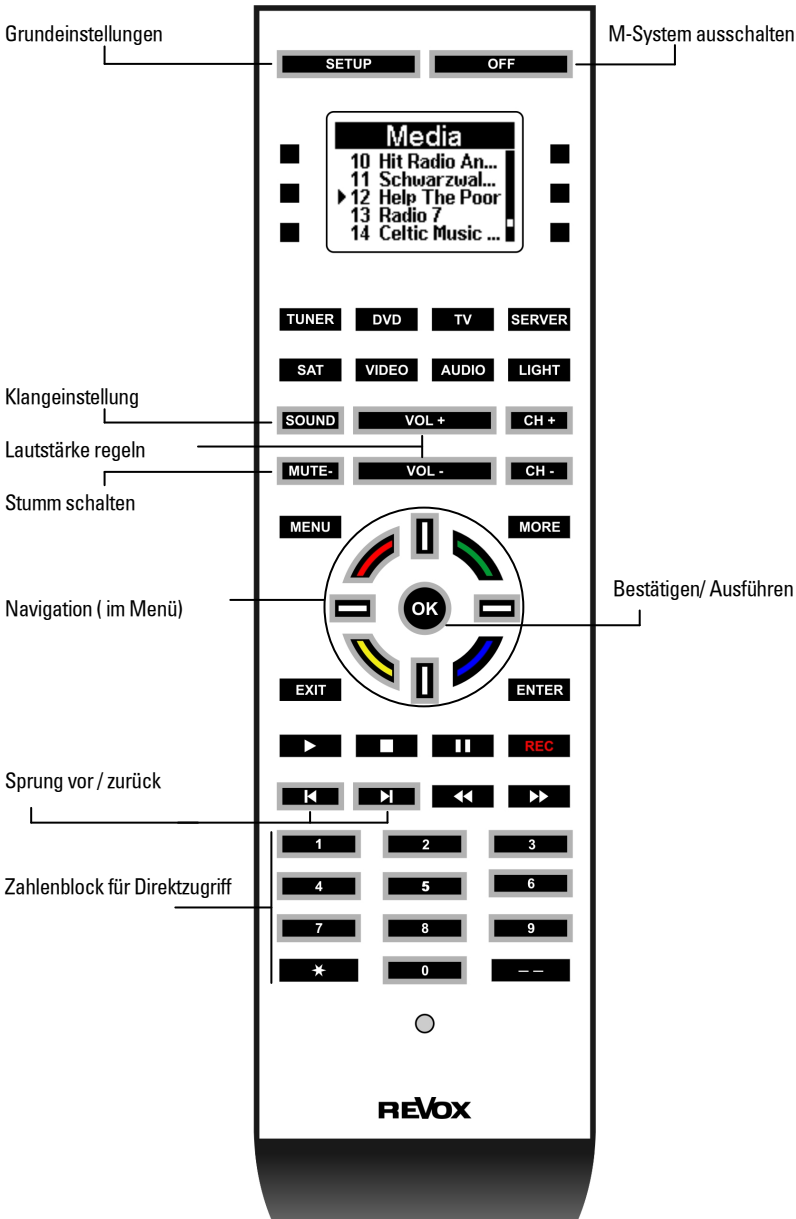 Grundeinstellungen
M-System ausschalten
SETUP OFF
Media
10 Hit Radio An...
11 Schwarzwal...
12 Help The Poor
13 Radio 7
14 Celtic Music ...
TUNER DVD TV SERVER
SAT VIDEO AUDIO LIGHT
Klangeinstellung
SOUND VOL + CH +
Lautstärke regeln
MUTE- VOL - CH -
Stumm schalten
MENU MORE
Navigation ( im Menü)
OK
Bestätigen/ Ausführen
EXIT ENTER
REC
Sprung vor / zurück
1 2 3
Zahlenblock für Direktzugriff
4 5 6
7 8 9
0 – –
REVOX